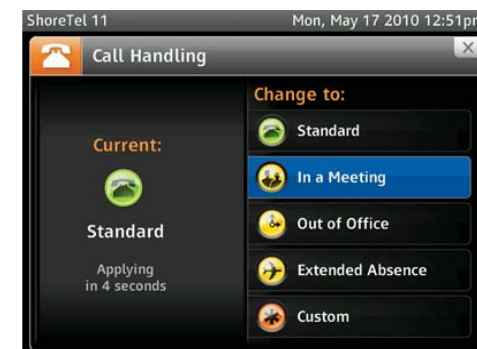 ShoreTel 11
Mon, May 17 2010 12:51pm
Call Handling
Current:
Standard
Applying
in 4 seconds
Change to:
Standard
In a Meeting
Out of Office
Extended Absence
Custom